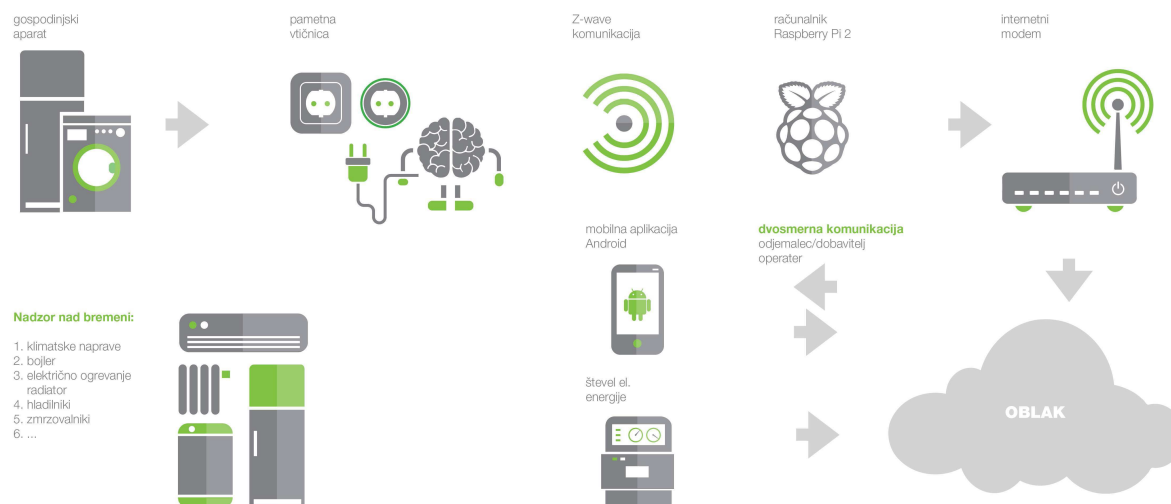 gospodinjski
aparat
pametna
vtičnica
Z-wave
komunikacija
računalnik
Raspberry Pi 2
internetni
modem
mobilna aplikacija
Android
dvosmerna komunikacija
odjemalec/dobavitelj
operater
Nadzor nad bremeni:
1. klimatske naprave
2. bojler
3. električno ogrevanje
radiator
4. hladilniki
5. zmrzovalniki
6. ...
števel el.
energije
OBLAK